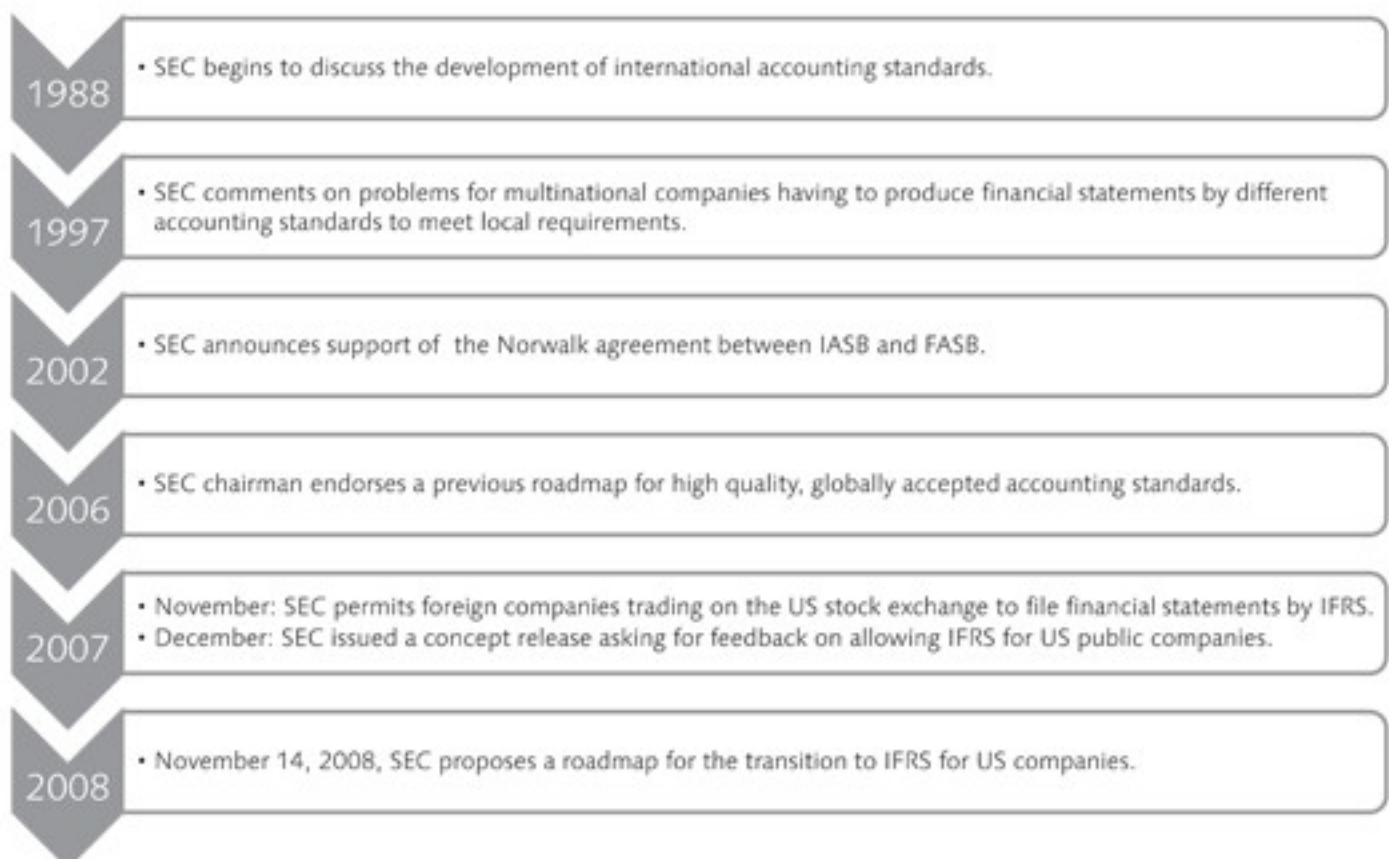 1988
• SEC begins to discuss the development of international accounting standards.
1997
• SEC comments on problems for multinational companies having to produce financial statements by different
accounting standards to meet local requirements.
2002
• SEC announces support of the Norwalk agreement between IASB and FASB.
2006
• SEC chairman endorses a previous roadmap for high quality, globally accepted accounting standards.
2007
• November: SEC permits foreign companies trading on the US stock exchange to file financial statements by IFRS.
• December: SEC issued a concept release asking for feedback on allowing IFRS for US public companies.
2008
• November 14, 2008, SEC proposes a roadmap for the transition to IFRS for US companies.